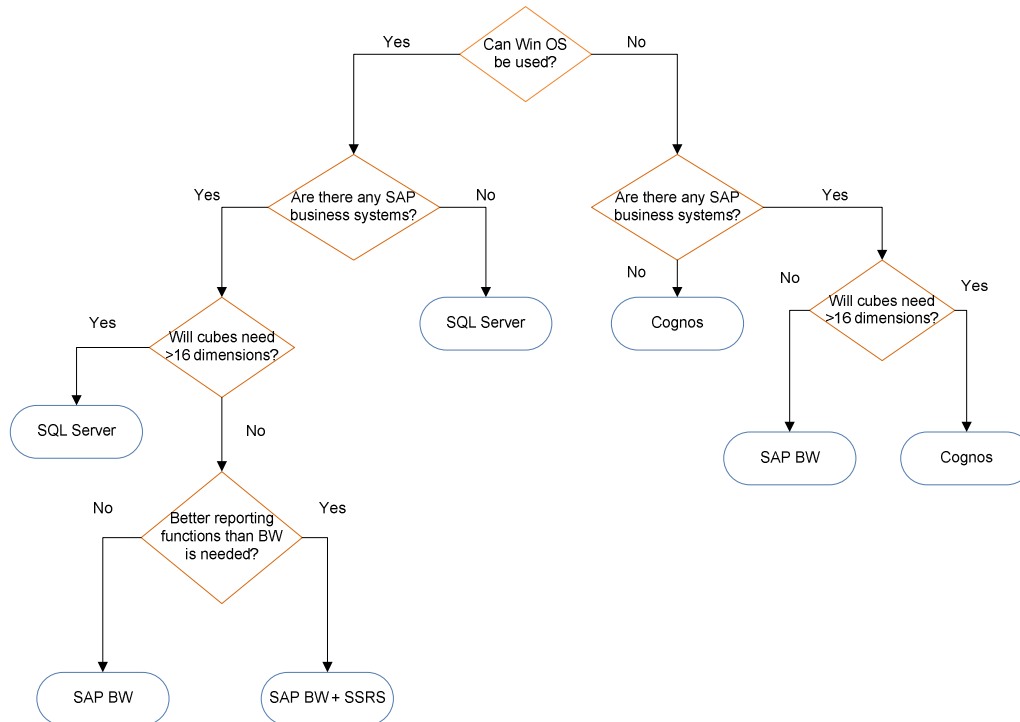 Yes
Can Win OS
be used?
No
Yes
Are there any SAP
business systems?
No
Are there any SAP
business systems?
Yes
No
No
Will cubes need
>16 dimensions?
Yes
Yes
Will cubes need
>16 dimensions?
SQL Server
Cognos
SQL Server
No
SAP BW
Cognos
No
Better reporting
functions than BW
is needed?
Yes
SAP BW
SAP BW + SSRS